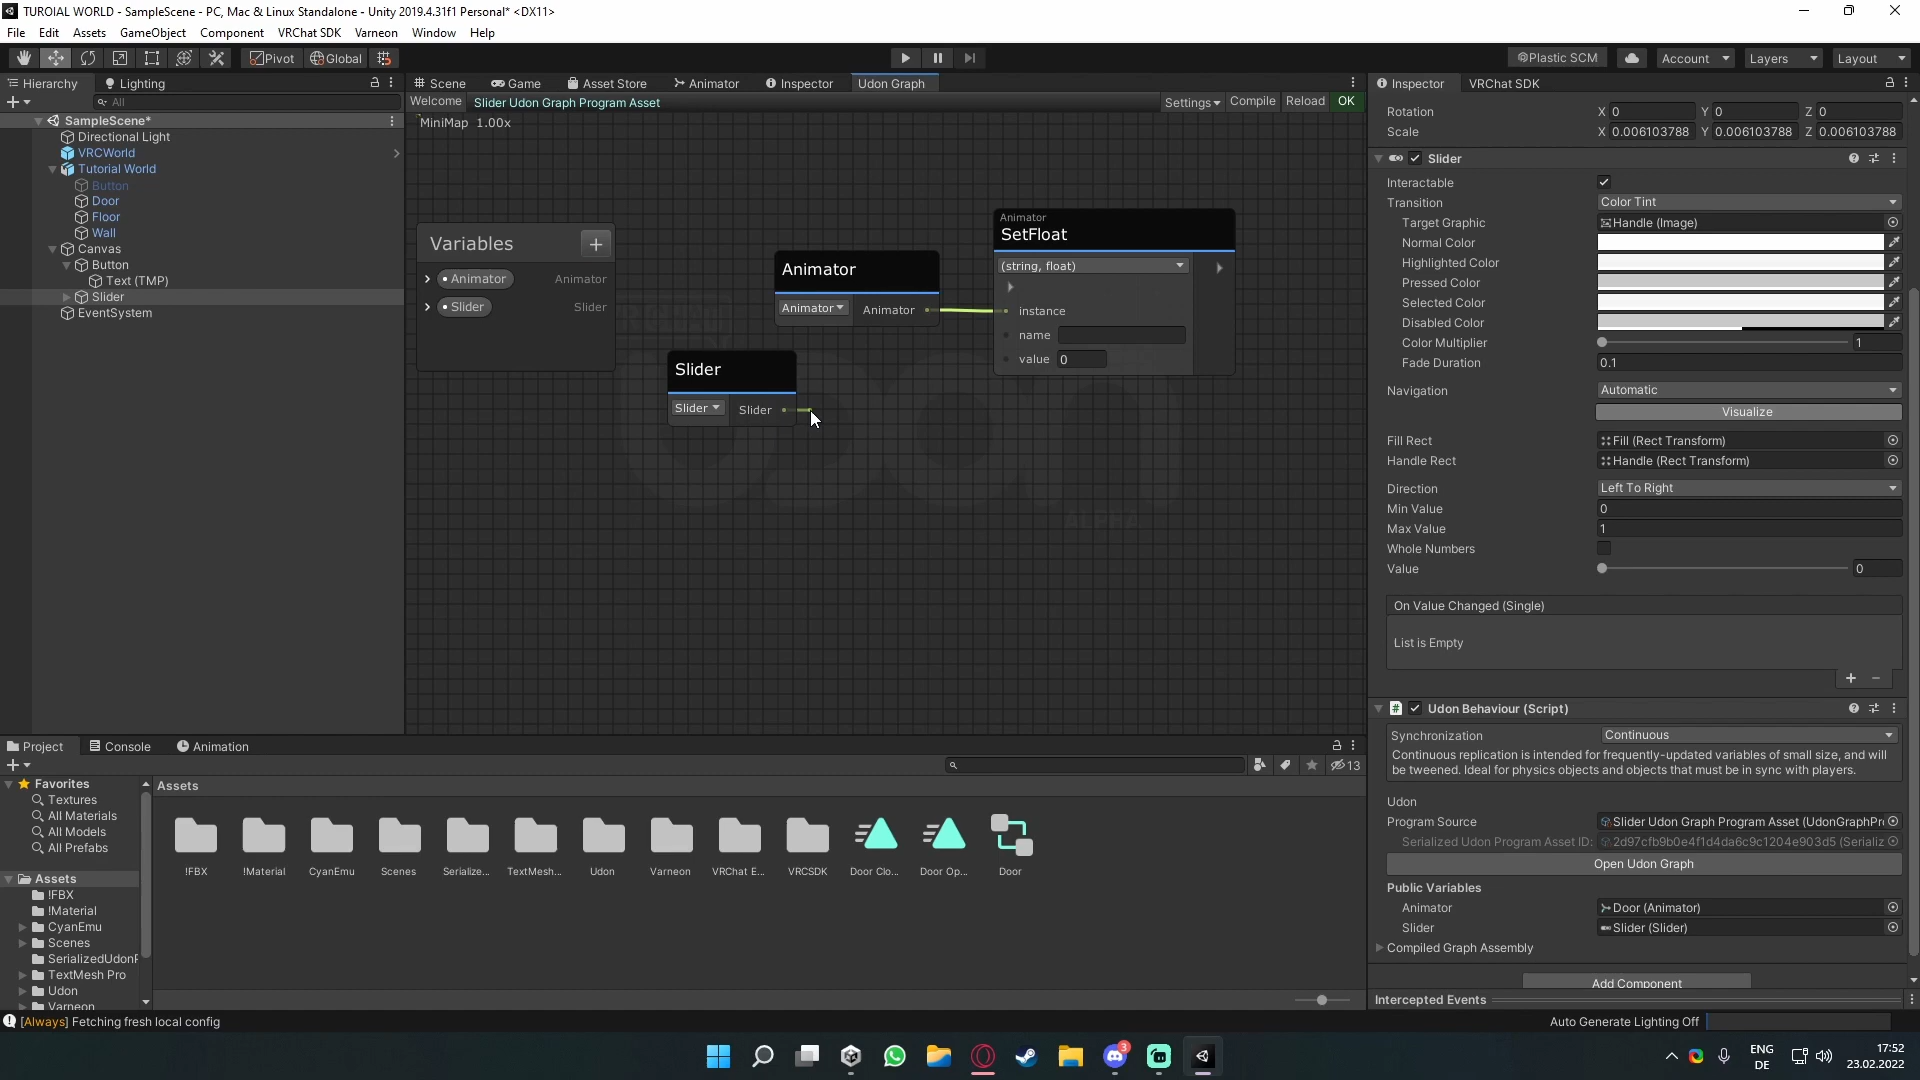 TUROIAL WORLD - SampleScene - PC, Mac & Linux Standalone - Unity 2019.4.31f1 Personal* <DX11>
File Edit Assets GameObject Component VRChat SDK Varneon Window Help
Pivot Global Plastic SCM Account Layers Layout
Hierarchy Lighting
All
SampleScene*
Directional Light
VRCWorld
Tutorial World
Button
Door
Floor
Wall
Canvas
Button
Text (TMP)
Slider
EventSystem
Scene Game Asset Store Animator Inspector Udon Graph
Welcome Slider Udon Graph Program Asset Settings Compile Reload OK
MiniMap 1.00x
Variables +
Animator Animator
Slider Slider
Animator
Animator Animator
Slider
Slider Slider
Animator
SetFloat
(string, float)
instance
name
value 0
ALPHA
Inspector VRChat SDK
Rotation X 0 Y 0 Z 0
Scale X 0.006103788 Y 0.006103788 Z 0.006103788
Slider
Interactable
Transition Color Tint
Target Graphic Handle (Image)
Normal Color
Highlighted Color
Pressed Color
Selected Color
Disabled Color
Color Multiplier 1
Fade Duration 0.1
Navigation Automatic
Visualize
Fill Rect Fill (Rect Transform)
Handle Rect Handle (Rect Transform)
Direction Left To Right
Min Value 0
Max Value 1
Whole Numbers
Value 0
On Value Changed (Single)
List is Empty
+ -
Udon Behaviour (Script)
Synchronization Continuous
Continuous replication is intended for frequently-updated variables of small size, and will
be tweened. Ideal for physics objects and objects that must be in sync with players.
Udon
Program Source Slider Udon Graph Program Asset (UdonGraphPr
Serialized Udon Program Asset ID: 2d97cfb9b0e4f1d4da6c9c1204e903d5 (Serializ
Open Udon Graph
Public Variables
Animator Door (Animator)
Slider Slider (Slider)
Compiled Graph Assembly
Add Component
Intercepted Events
Project Console Animation
13
Favorites
Textures
All Materials
All Models
All Prefabs
Assets
!FBX
!Material
CyanEmu
Scenes
SerializedUdonF
TextMesh Pro
Udon
Varneon
Assets
!FBX !Material CyanEmu Scenes Serialize... TextMesh... Udon Varneon VRChat E... VRCSDK Door Clo... Door Op... Door
[Always] Fetching fresh local config
Auto Generate Lighting Off
3
ENG
DE
17:52
23.02.2022